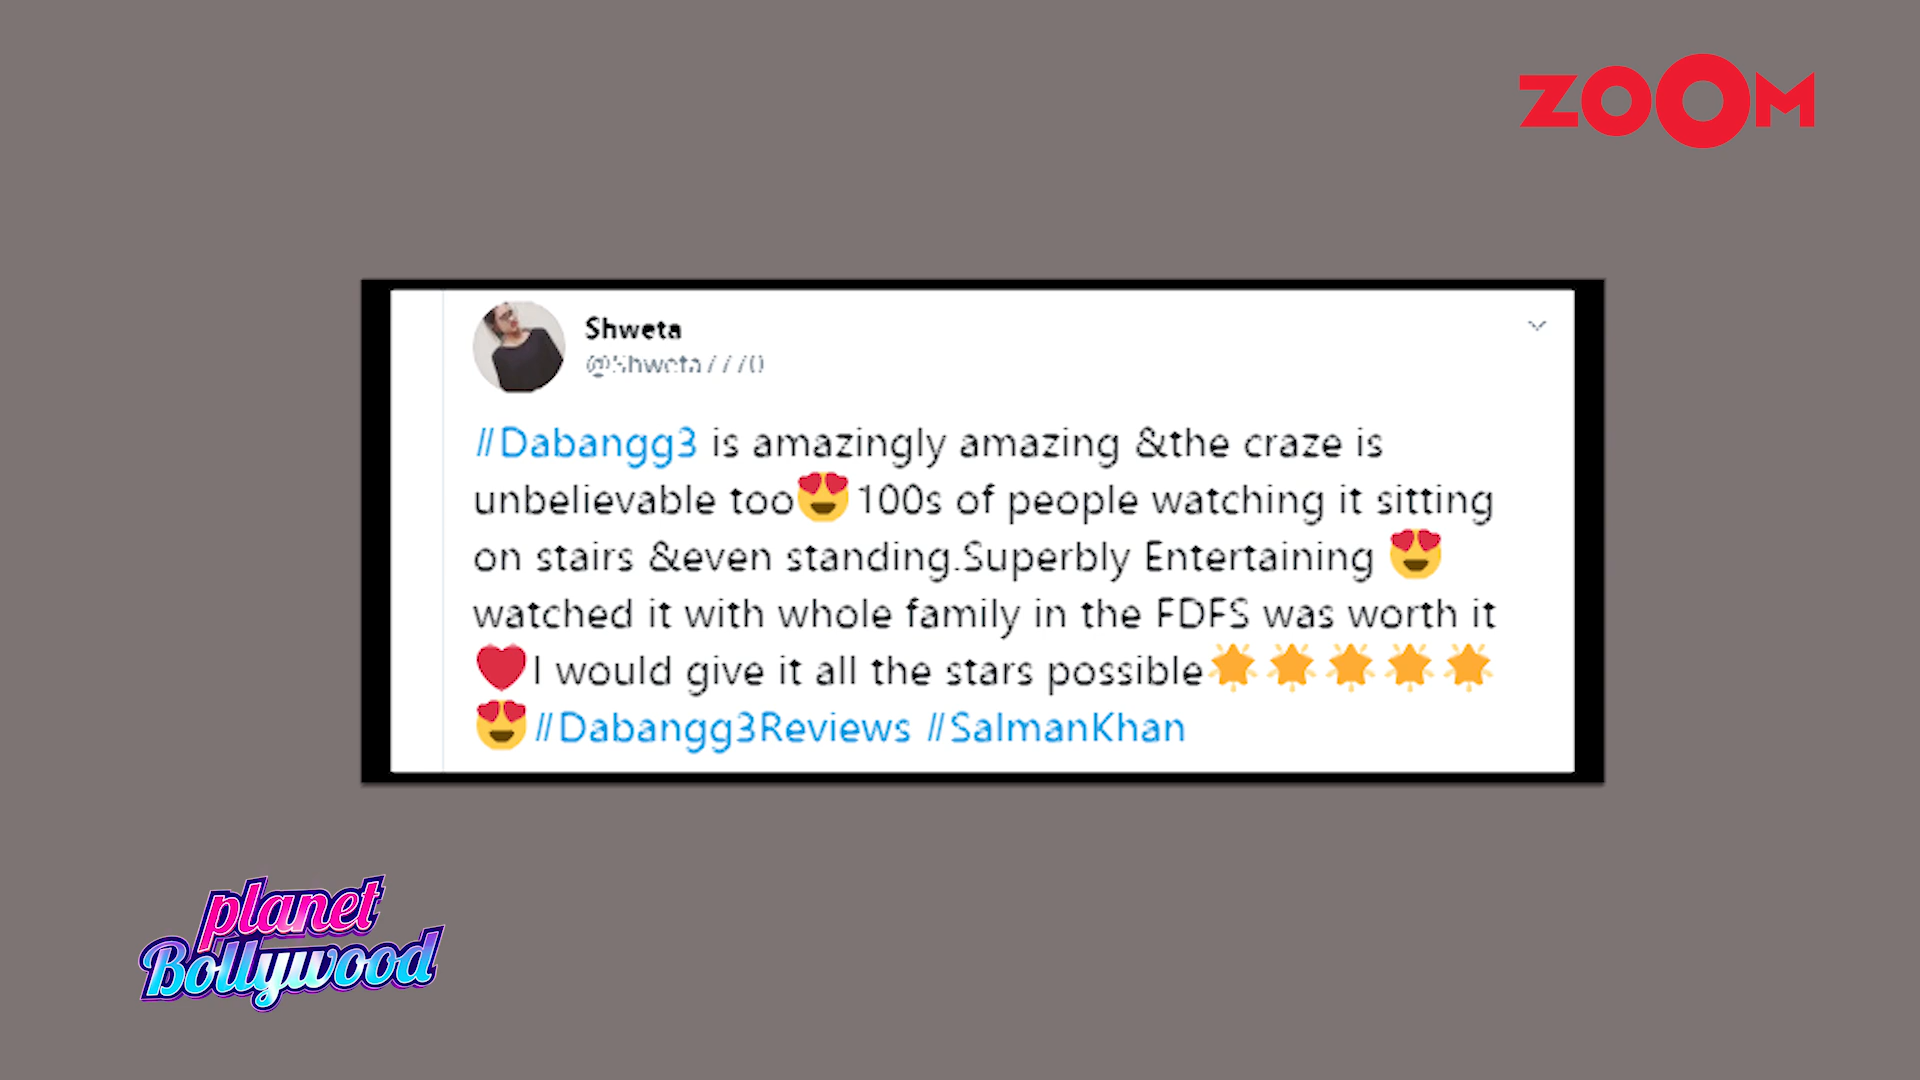 ZOOM
Shweta
@Shweta7770
#Dabangg3 is amazingly amazing &the craze is
unbelievable too😍100s of people watching it sitting
on stairs &even standing.Superbly Entertaining 😍
watched it with whole family in the FDFS was worth it
❤️I would give it all the stars possible🌟🌟🌟🌟🌟
😍#Dabangg3Reviews #SalmanKhan
planet
Bollywood